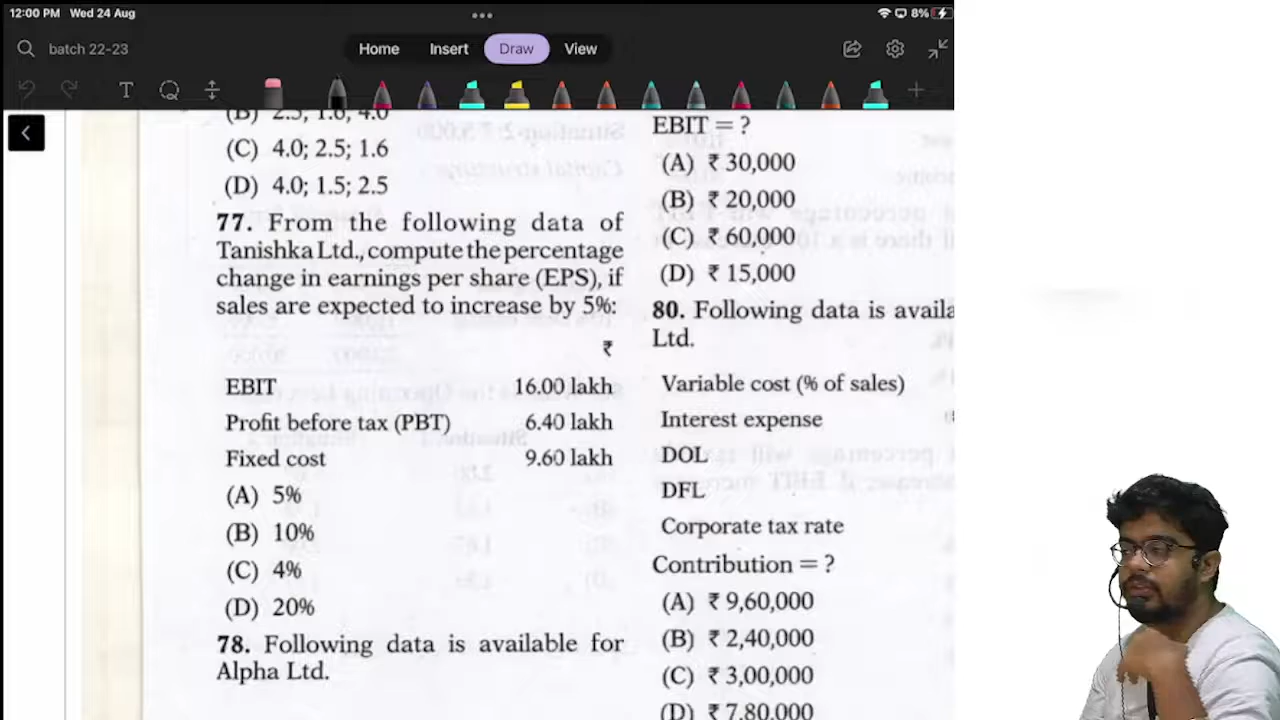 12:00 PM Wed 24 Aug
8%
batch 22-23
Home Insert Draw View
(B) 2.5, 1.6, 4.0
(C) 4.0; 2.5; 1.6
(D) 4.0; 1.5; 2.5
77. From the following data of
Tanishka Ltd., compute the percentage
change in earnings per share (EPS), if
sales are expected to increase by 5%:
₹
EBIT 16.00 lakh
Profit before tax (PBT) 6.40 lakh
Fixed cost 9.60 lakh
(A) 5%
(B) 10%
(C) 4%
(D) 20%
78. Following data is available for
Alpha Ltd.
EBIT = ?
(A) ₹ 30,000
(B) ₹ 20,000
(C) ₹ 60,000
(D) ₹ 15,000
80. Following data is availa
Ltd.
Variable cost (% of sales)
Interest expense
DOL
DFL
Corporate tax rate
Contribution = ?
(A) ₹ 9,60,000
(B) ₹ 2,40,000
(C) ₹ 3,00,000
(D) ₹ 7,80,000